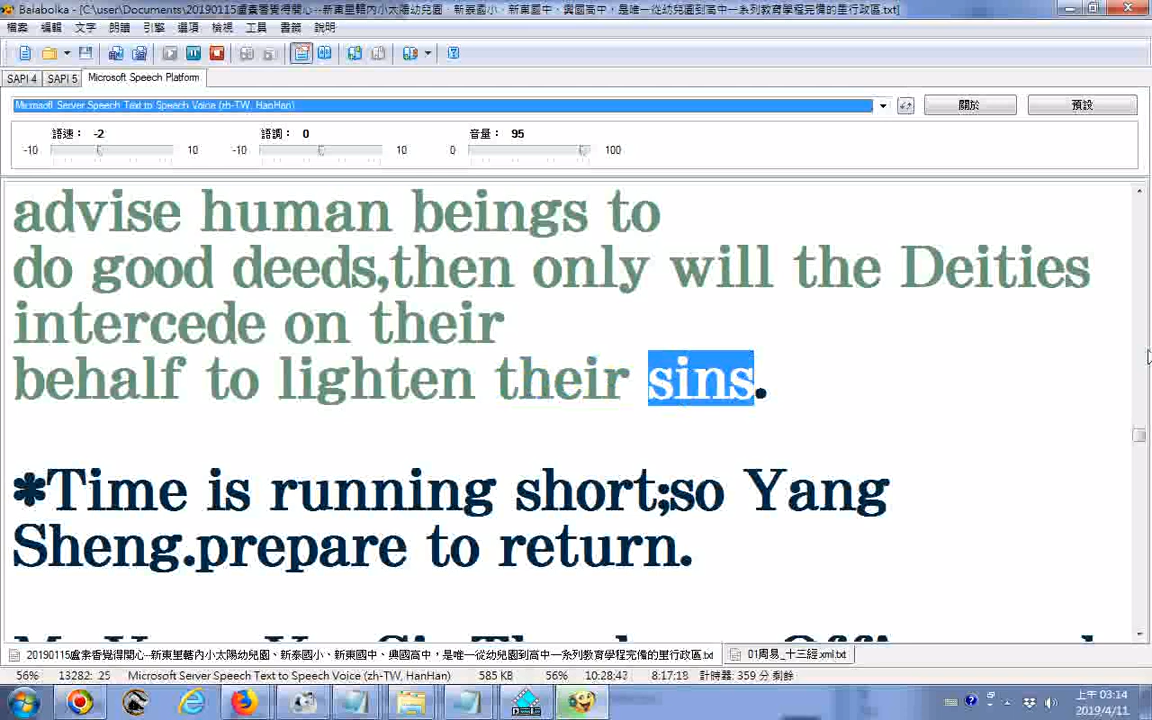 Balabolka - [C:\user\Documents\20190115盧素香覺得開心--新東里轄內小太陽幼兒園、新泰國小、新東國中、興國高中，是唯一從幼兒園到高中一系列教育學程完備的里行政區.txt]
檔案 編輯 文字 朗讀 引擎 選項 檢視 工具 書籤 說明
SAPI 4 SAPI 5 Microsoft Speech Platform
Microsoft Server Speech Text to Speech Voice (zh-TW, HanHan) 關於 預設
語速： -2 語調： 0 音量： 95
-10 10 -10 10 0 100
advise human beings to
do good deeds,then only will the Deities
intercede on their
behalf to lighten their sins.
*Time is running short;so Yang
Sheng.prepare to return.
20190115盧素香覺得開心--新東里轄內小太陽幼兒園、新泰國小、新東國中、興國高中，是唯一從幼兒園到高中一系列教育學程完備的里行政區.txt 01周易_十三經.xml.txt
56% 13282: 25 Microsoft Server Speech Text to Speech Voice (zh-TW, HanHan) 585 KB 56% 10:28:43 8:17:18 計時器: 359 分 剩餘
上午 03:14
2019/4/11